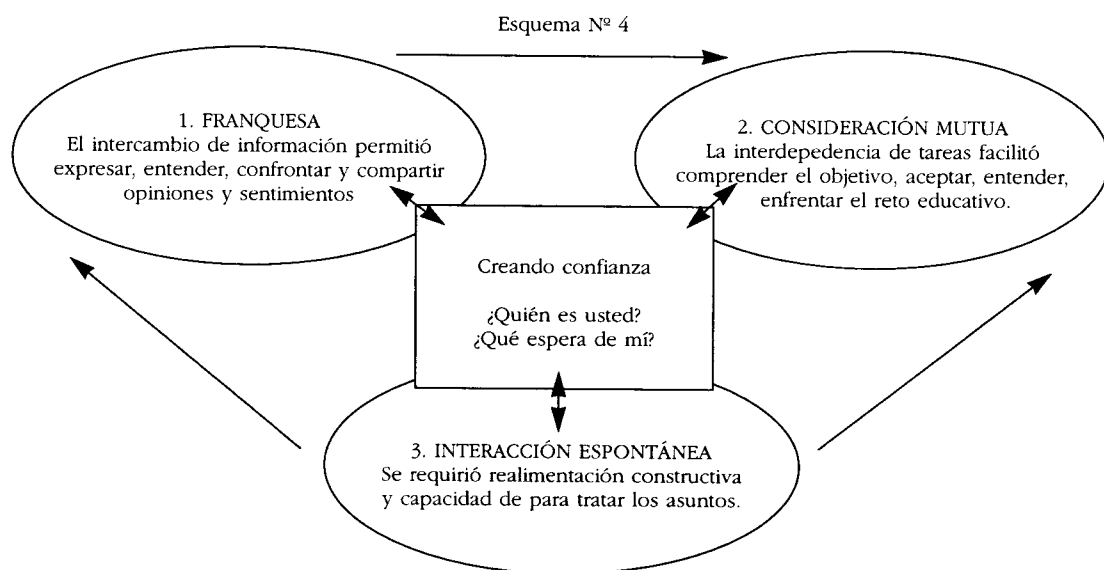 Esquema Nº 4
1. FRANQUESA
El intercambio de información permitió
expresar, entender, confrontar y compartir
opiniones y sentimientos
2. CONSIDERACIÓN MUTUA
La interdepedencia de tareas facilitó
comprender el objetivo, aceptar, entender,
enfrentar el reto educativo.
Creando confianza
¿Quién es usted?
¿Qué espera de mí?
3. INTERACCIÓN ESPONTÁNEA
Se requirió realimentación constructiva
y capacidad de para tratar los asuntos.